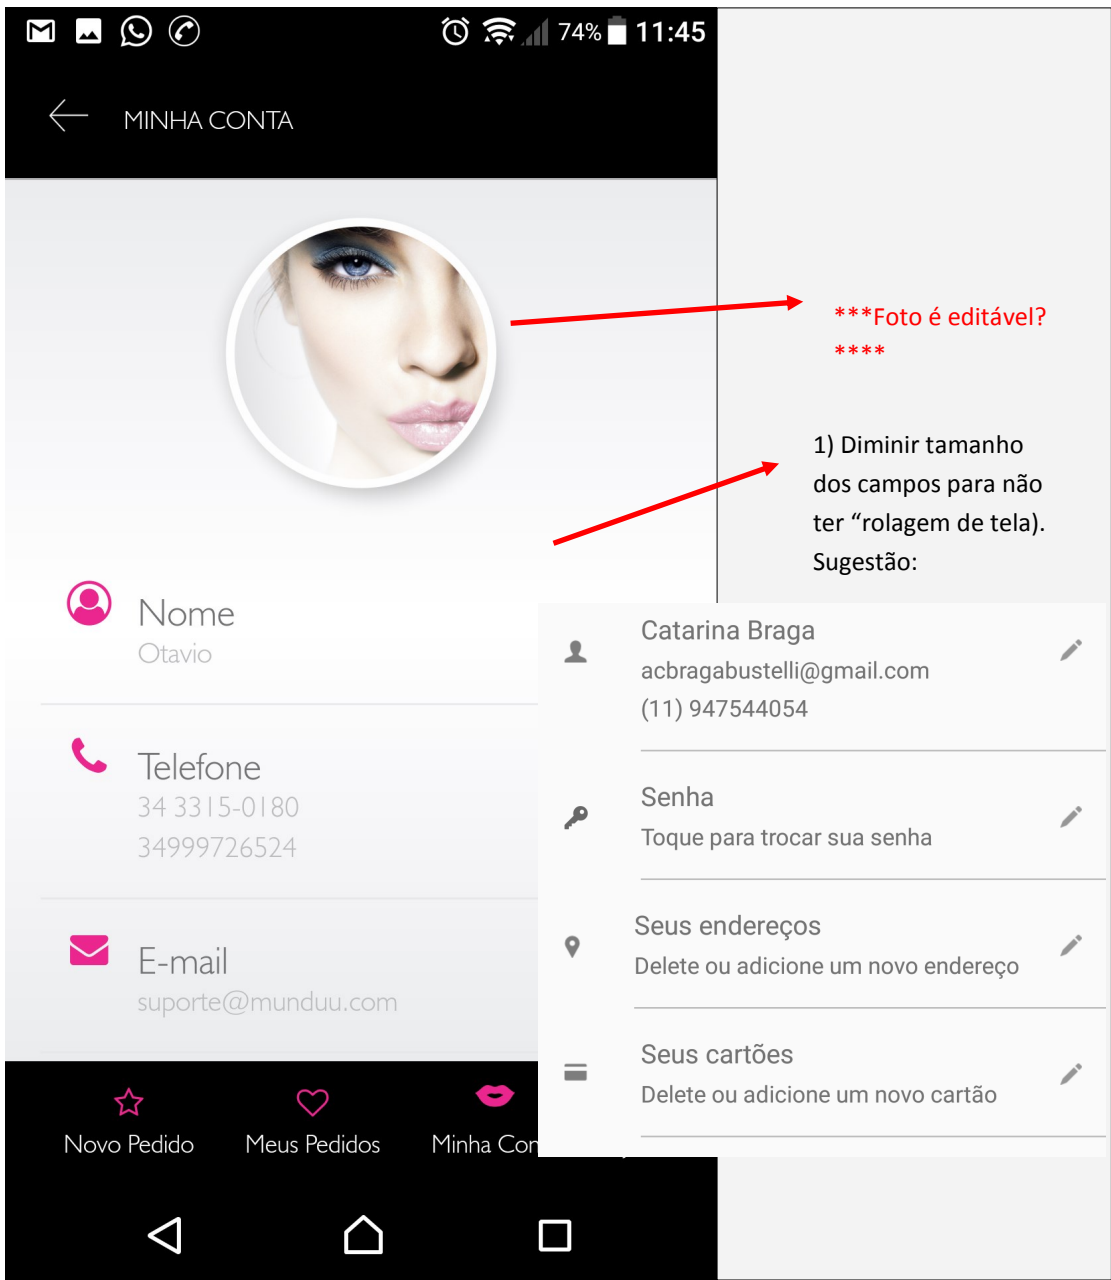 74% 11:45
MINHA CONTA
***Foto é editável?
****
1) Diminir tamanho
dos campos para não
ter “rolagem de tela).
Sugestão:
Nome
Otavio
Telefone
34 3315-0180
34999726524
E-mail
suporte@munduu.com
Catarina Braga
acbragabustelli@gmail.com
(11) 947544054
Senha
Toque para trocar sua senha
Seus endereços
Delete ou adicione um novo endereço
Seus cartões
Delete ou adicione um novo cartão
Novo Pedido
Meus Pedidos
Minha Con